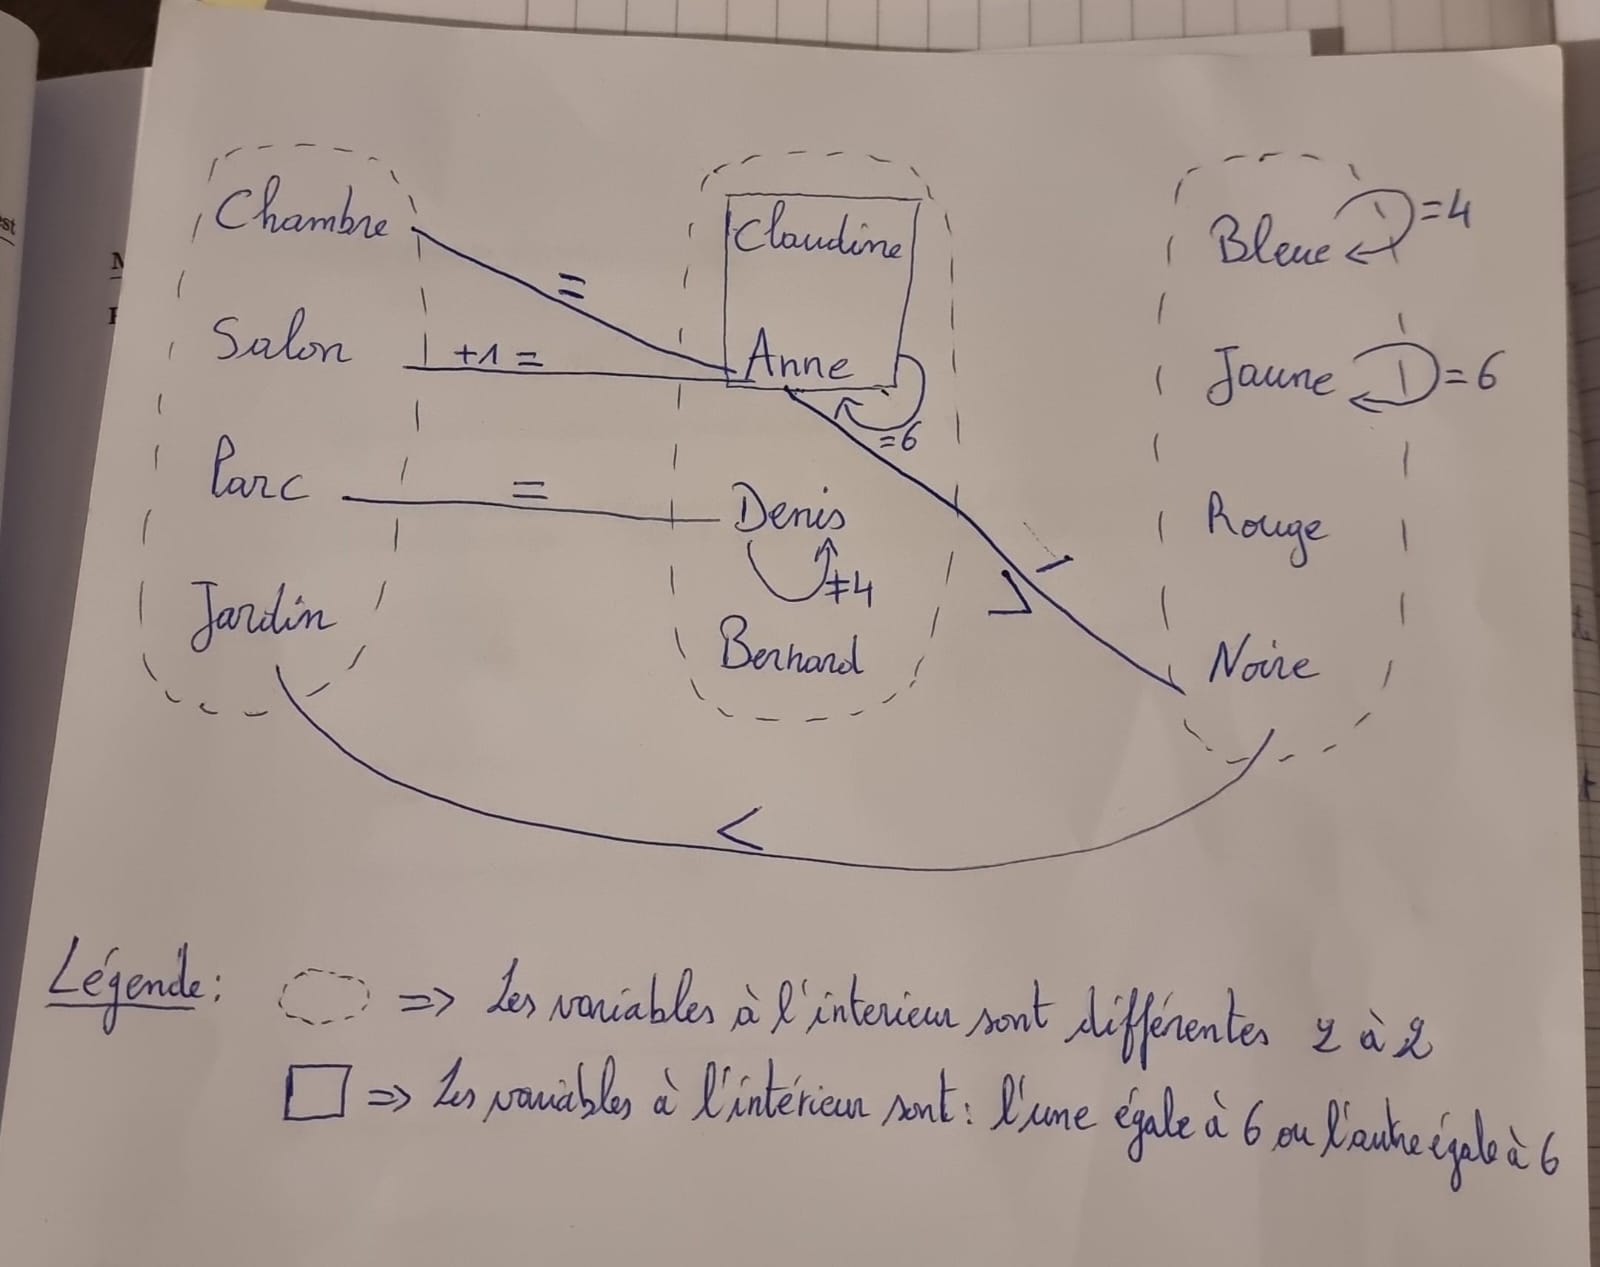 Chambre
=
Claudine
Bleue
=4
Salon
+1 =
Anne
=6
Jaune
=6
Parc
=
Denis
≠4
Rouge
>
Jardin
Bernard
Noire
<
Légende:
=> Les variables à l'interieur sont différentes 2 à 2
=> Les variables à l'intérieur sont: l'une égale à 6 ou l'autre égale à 6